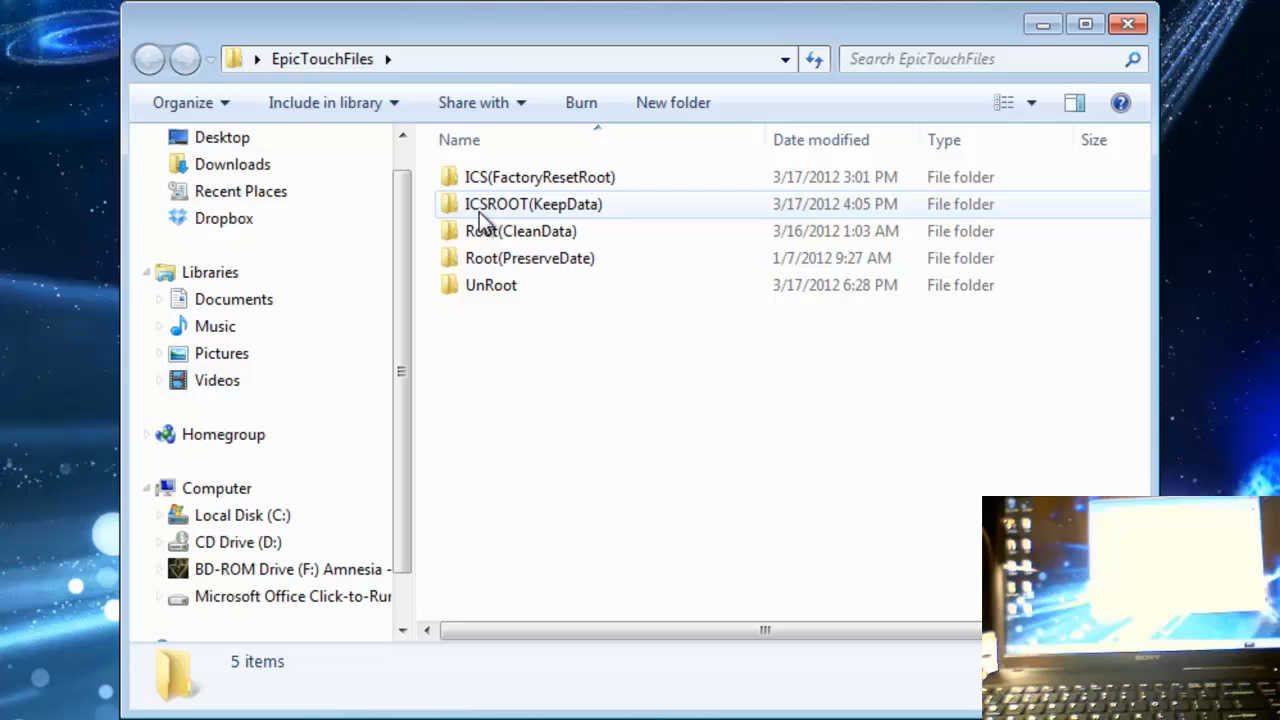 EpicTouchFiles
Search EpicTouchFiles
Organize Include in library Share with Burn New folder
Desktop
Downloads
Recent Places
Dropbox
Libraries
Documents
Music
Pictures
Videos
Homegroup
Computer
Local Disk (C:)
CD Drive (D:)
BD-ROM Drive (F:) Amnesia -
Microsoft Office Click-to-Rur
Name Date modified Type Size
ICS(FactoryResetRoot) 3/17/2012 3:01 PM File folder
ICSROOT(KeepData) 3/17/2012 4:05 PM File folder
Root(CleanData) 3/16/2012 1:03 AM File folder
Root(PreserveDate) 1/7/2012 9:27 AM File folder
UnRoot 3/17/2012 6:28 PM File folder
5 items
SONY